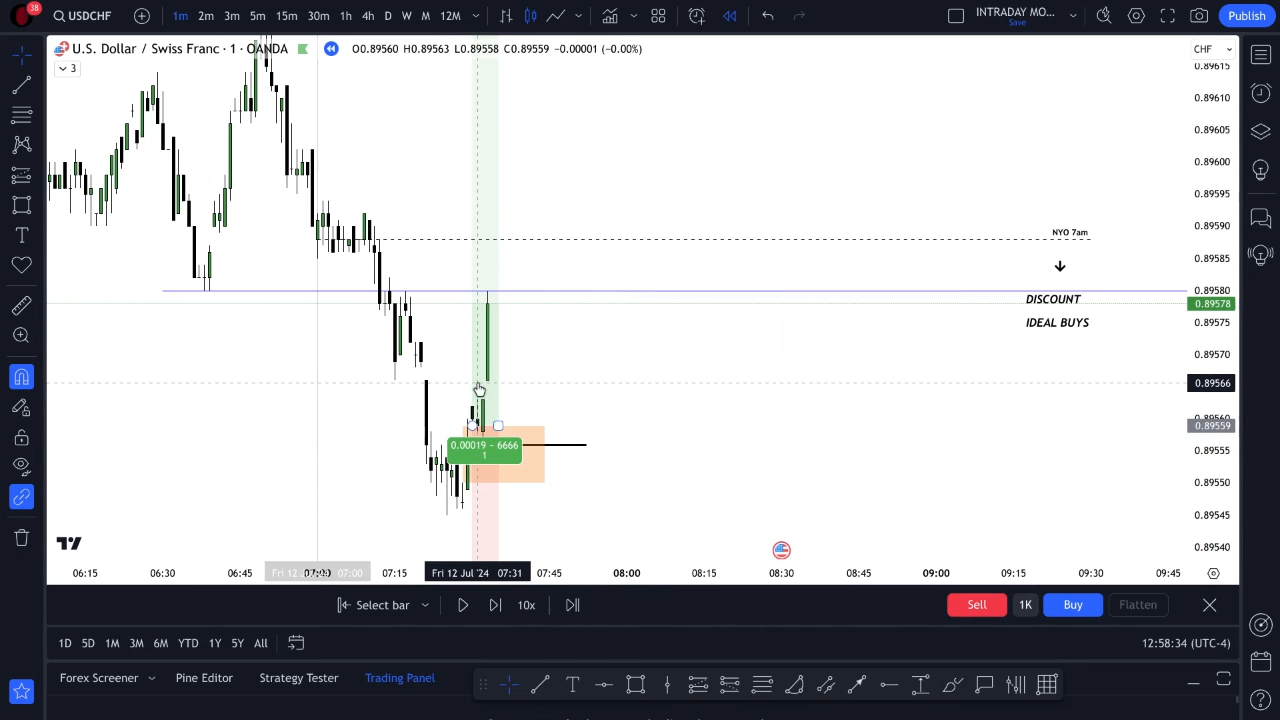 38
USDCHF
1m 2m 3m 5m 15m 30m 1h 4h D W M 12M
INTRADAY MO...
Save
Publish
U.S. Dollar / Swiss Franc · 1 · OANDA
O0.89560 H0.89563 L0.89558 C0.89559 −0.00001 (−0.00%)
CHF
3
0.89615
0.89610
0.89605
0.89600
0.89595
0.89590
NYO 7am
0.89585
0.89580
DISCOUNT
0.89578
IDEAL BUYS
0.89575
0.89570
0.89566
0.89560
0.89559
0.00019 - 6666
1
0.89555
0.89550
0.89545
0.89540
06:15 06:30 06:45 07:00 07:15 Fri 12 Jul '24 07:31 07:45 08:00 08:15 08:30 08:45 09:00 09:15 09:30 09:45
Select bar 10x
Sell 1K Buy Flatten
1D 5D 1M 3M 6M YTD 1Y 5Y All
12:58:34 (UTC-4)
Forex Screener Pine Editor Strategy Tester Trading Panel